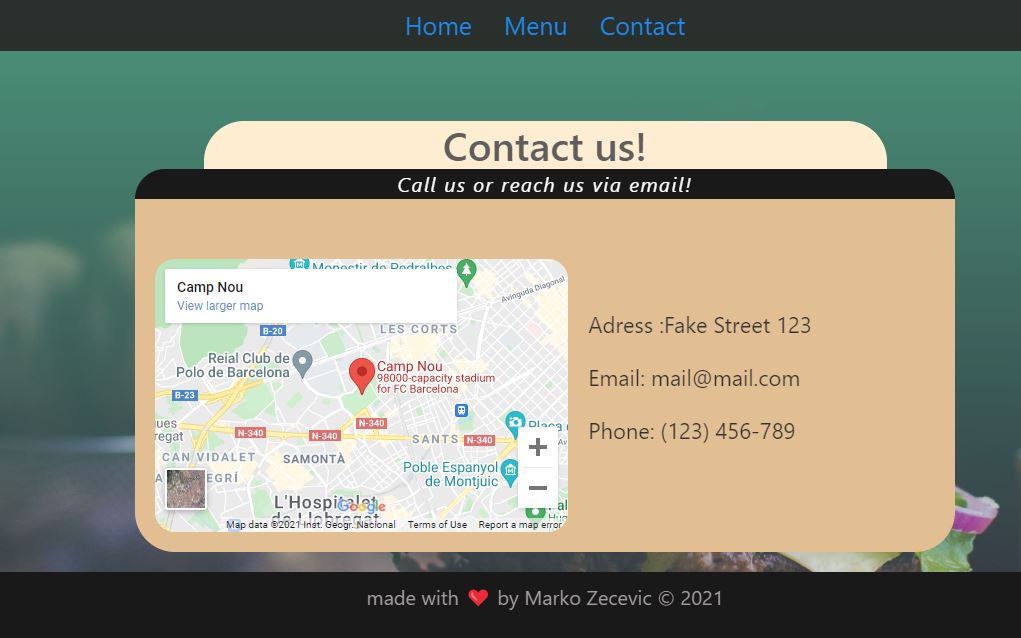 Home Menu Contact
Contact us!
Call us or reach us via email!
Monestir de Pedralbes
Camp Nou
View larger map
Avinguda Diagonal
B-20
LES CORTS
Reial Club de
Polo de Barcelona
Camp Nou
98000-capacity stadium
for FC Barcelona
B-23
N-340
N-340
N-340
SANTS
N-340
CAN VIDALET
SAMONTÀ
Poble Espanyol
de Montjuïc
L'Hospitalet
de Llobregat
Google
Map data ©2021 Inst. Geogr. Nacional Terms of Use Report a map error
Adress :Fake Street 123
Email: mail@mail.com
Phone: (123) 456-789
made with ❤ by Marko Zecevic © 2021